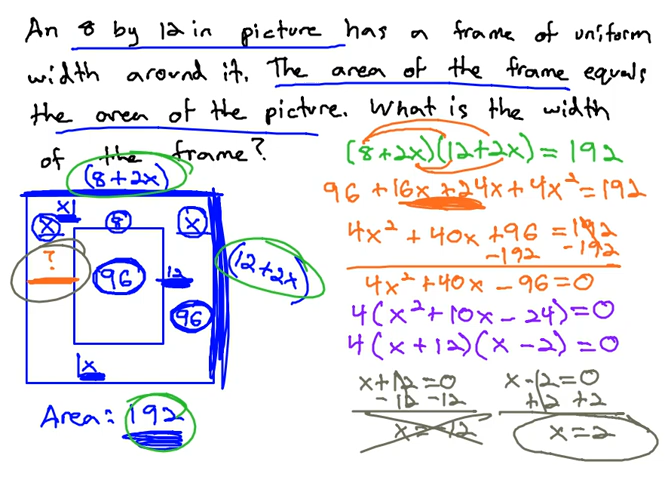 An 8 by 12 in picture has a frame of uniform
width around it. The area of the frame equals
the area of the picture. What is the width
of the frame?
(8+2x)
x
8
x
x
?
96
12
96
x
(12+2x)
Area: 192
(8+2x)(12+2x)=192
96+16x+24x+4x²=192
4x²+40x+96=192
-192 -192
4x²+40x-96=0
4(x²+10x-24)=0
4(x+12)(x-2)=0
x+12=0 x-2=0
-12 -12 +2 +2
x=-12 x=2